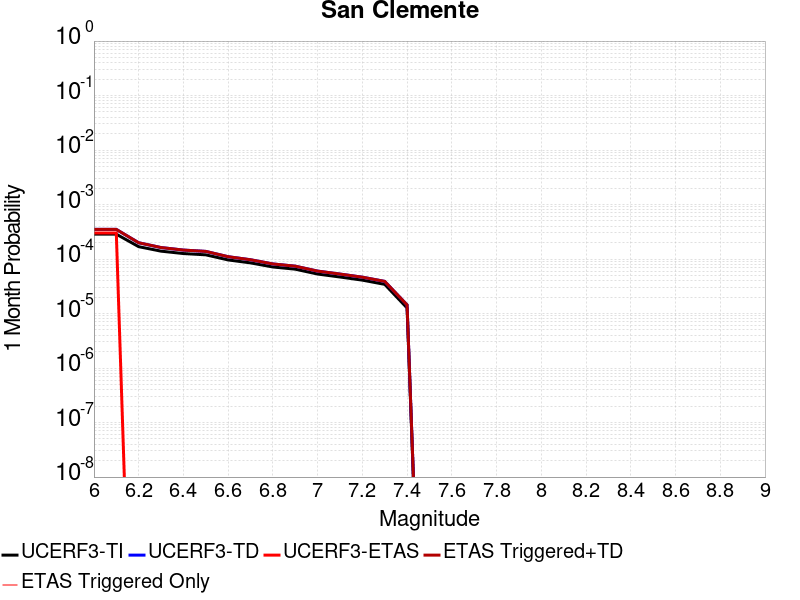 San Clemente
1 Month Probability
10^0
10^-1
10^-2
10^-3
10^-4
10^-5
10^-6
10^-7
10^-8
6 6.2 6.4 6.6 6.8 7 7.2 7.4 7.6 7.8 8 8.2 8.4 8.6 8.8 9
Magnitude
UCERF3-TI UCERF3-TD UCERF3-ETAS ETAS Triggered+TD
ETAS Triggered Only